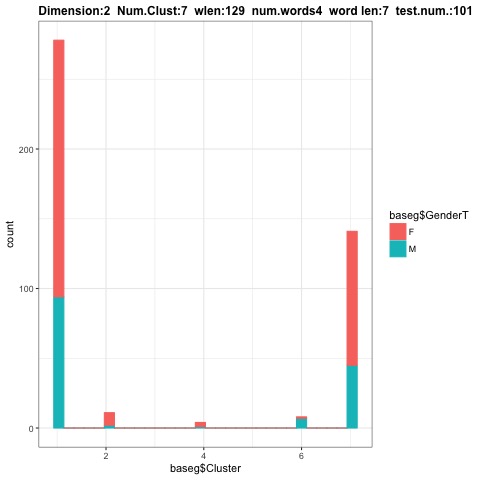 Dimension:2 Num.Clust:7 wlen:129 num.words4 word len:7 test.num.:101
200
100
0
count
2
4
6
baseg$Cluster
baseg$GenderT
F
M